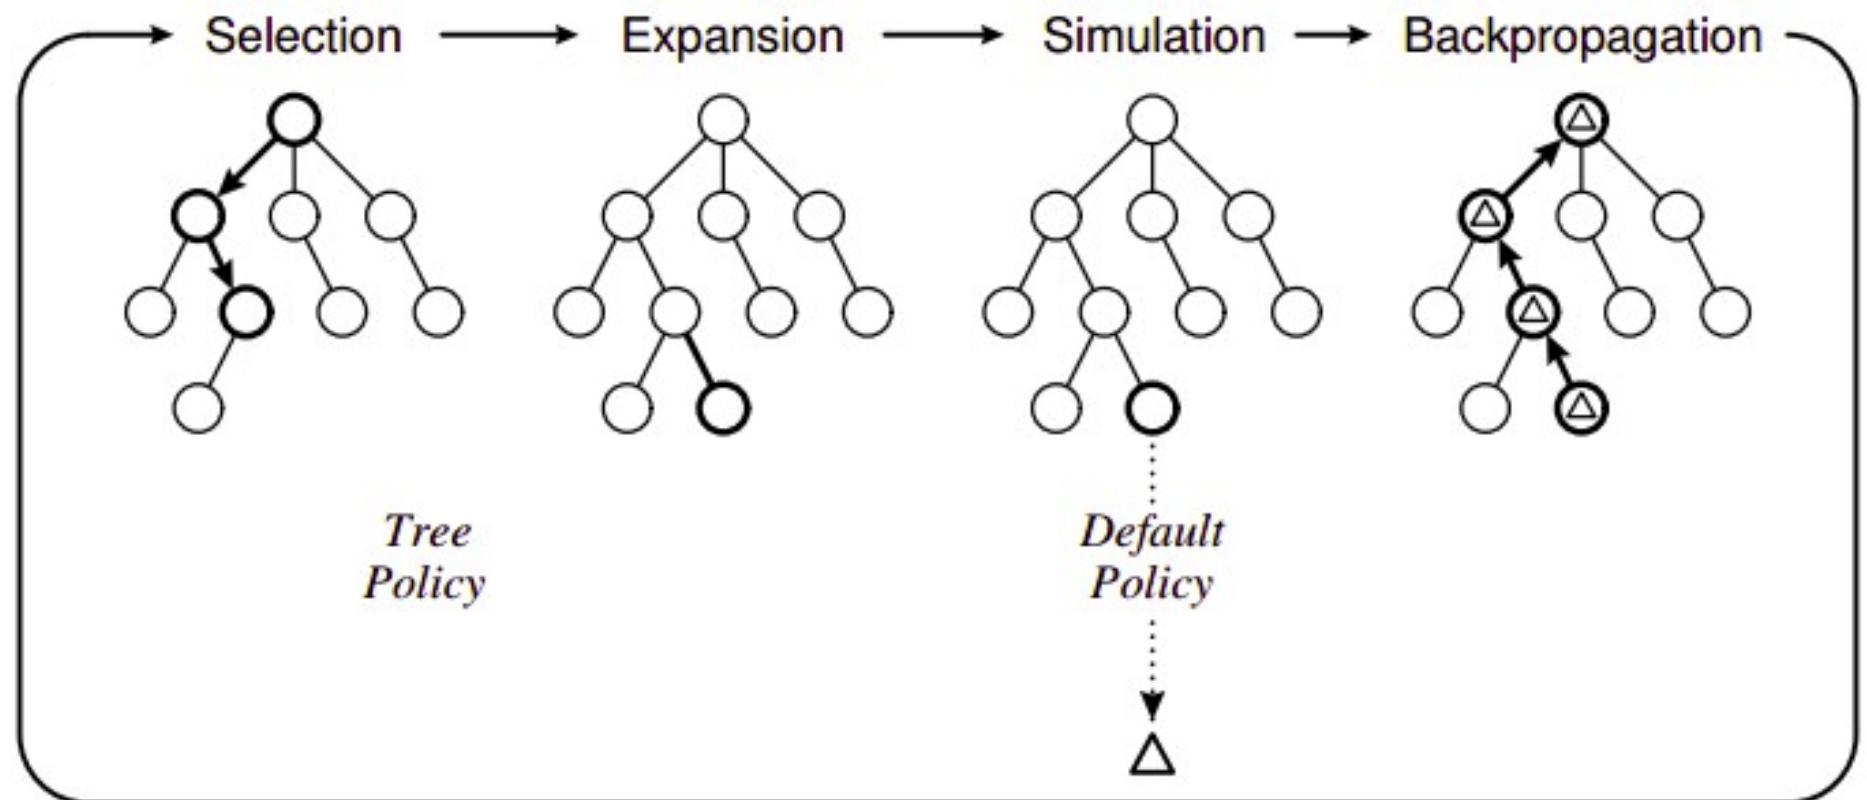 Selection
Expansion
Simulation
Backpropagation
Tree
Policy
Default
Policy